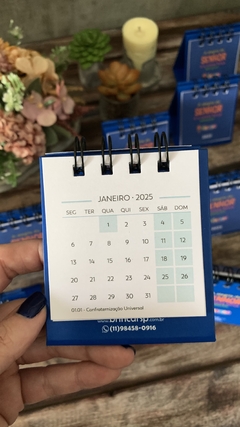 JANEIRO · 2025
SEG TER QUA QUI SEX SÁB DOM
1 2 3 4 5
6 7 8 9 10 11 12
13 14 15 16 17 18 19
20 21 22 23 24 25 26
27 28 29 30 31
01.01 - Confraternização Universal
(11)98458-0916
SENHOR
SENHOR